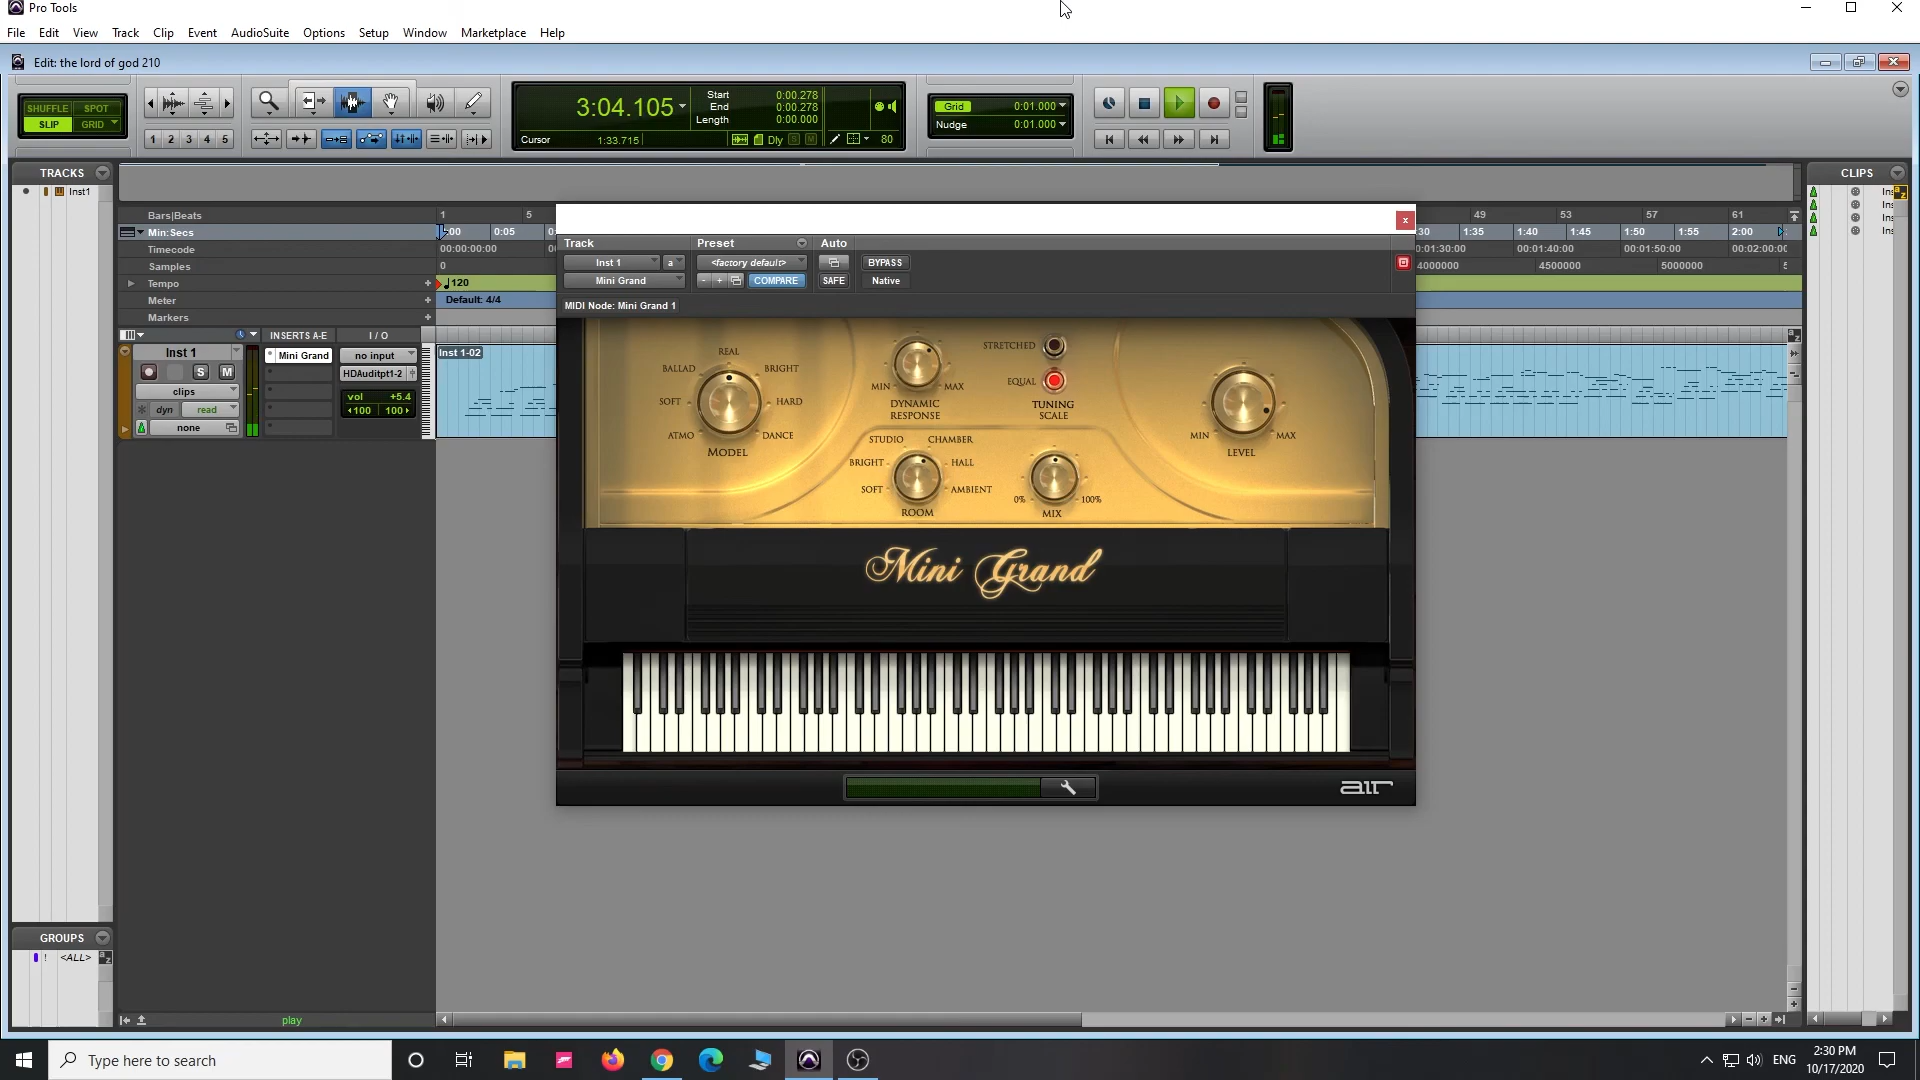 Pro Tools
File Edit View Track Clip Event AudioSuite Options Setup Window Marketplace Help
Edit: the lord of god 210
SHUFFLE SPOT
SLIP GRID
1 2 3 4 5
3:04.105
Start 0:00.278
End 0:00.278
Length 0:00.000
Cursor 1:33.715
Dly S M 80
Grid 0:01.000
Nudge 0:01.000
TRACKS
Inst1
CLIPS
Ins
Ins
Ins
Ins
Bars|Beats 1 5 49 53 57 61
Min:Secs :00 0:05 1:35 1:40 1:45 1:50 1:55 2:00
Timecode 00:00:00:00 00:01:40:00 00:01:50:00 00:02:00:00
Samples 0 4000000 4500000 5000000
Tempo 120
Meter Default: 4/4
Markers
INSERTS A-E I / O
Inst 1
S M
clips
dyn read
none
Mini Grand
no input
HDAuditpt1-2
vol +5.4
100 100
Inst 1-02
Track Preset Auto
Inst 1 a <factory default> BYPASS
Mini Grand - + COMPARE SAFE Native
MIDI Node: Mini Grand 1
REAL
BALLAD BRIGHT
SOFT HARD
ATMO DANCE
MODEL
MIN MAX
DYNAMIC
RESPONSE
STRETCHED
EQUAL
TUNING
SCALE
STUDIO CHAMBER
BRIGHT HALL
SOFT AMBIENT
ROOM
0% 100%
MIX
MIN MAX
LEVEL
Mini Grand
air
GROUPS
! <ALL>
play
Type here to search
ENG
2:30 PM
10/17/2020